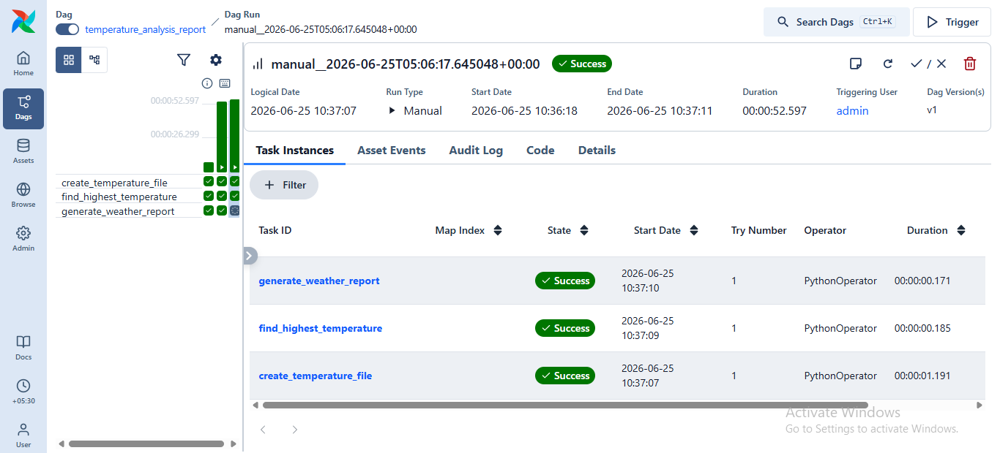 Dag
temperature_analysis_report
/
Dag Run
manual__2026-06-25T05:06:17.645048+00:00
Search Dags Ctrl+K
Trigger
Home
Dags
Assets
Browse
Admin
Docs
+05:30
User
00:00:52.597
00:00:26.299
create_temperature_file
find_highest_temperature
generate_weather_report
manual__2026-06-25T05:06:17.645048+00:00 Success
/
Logical Date Run Type Start Date End Date Duration Triggering User Dag Version(s)
2026-06-25 10:37:07 Manual 2026-06-25 10:36:18 2026-06-25 10:37:11 00:00:52.597 admin v1
Task Instances Asset Events Audit Log Code Details
+ Filter
Task ID Map Index State Start Date Try Number Operator Duration
generate_weather_report Success 2026-06-25 10:37:10 1 PythonOperator 00:00:00.171
find_highest_temperature Success 2026-06-25 10:37:09 1 PythonOperator 00:00:00.185
create_temperature_file Success 2026-06-25 10:37:07 1 PythonOperator 00:00:01.191
Activate Windows
Go to Settings to activate Windows.